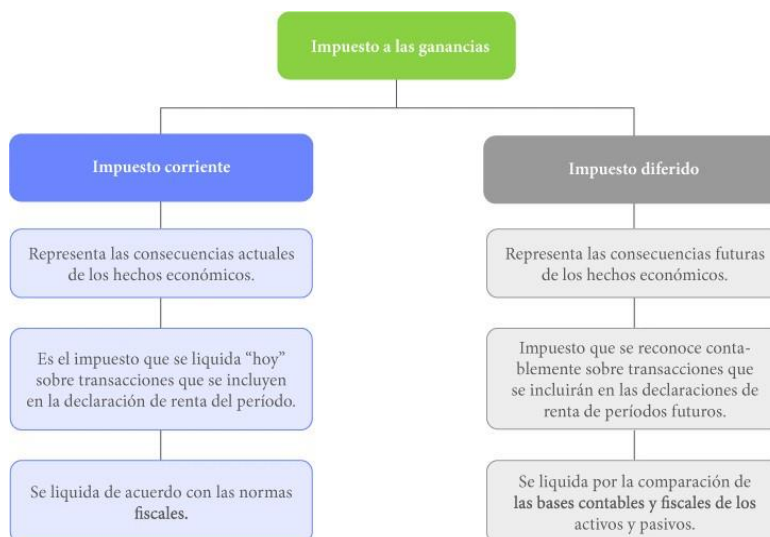 Impuesto a las ganancias
Impuesto corriente
Representa las consecuencias actuales
de los hechos económicos.
Es el impuesto que se liquida “hoy”
sobre transacciones que se incluyen
en la declaración de renta del período.
Se liquida de acuerdo con las normas
fiscales.
Impuesto diferido
Representa las consecuencias futuras
de los hechos económicos.
Impuesto que se reconoce conta-
blemente sobre transacciones que
se incluirán en las declaraciones de
renta de períodos futuros.
Se liquida por la comparación de
las bases contables y fiscales de los
activos y pasivos.